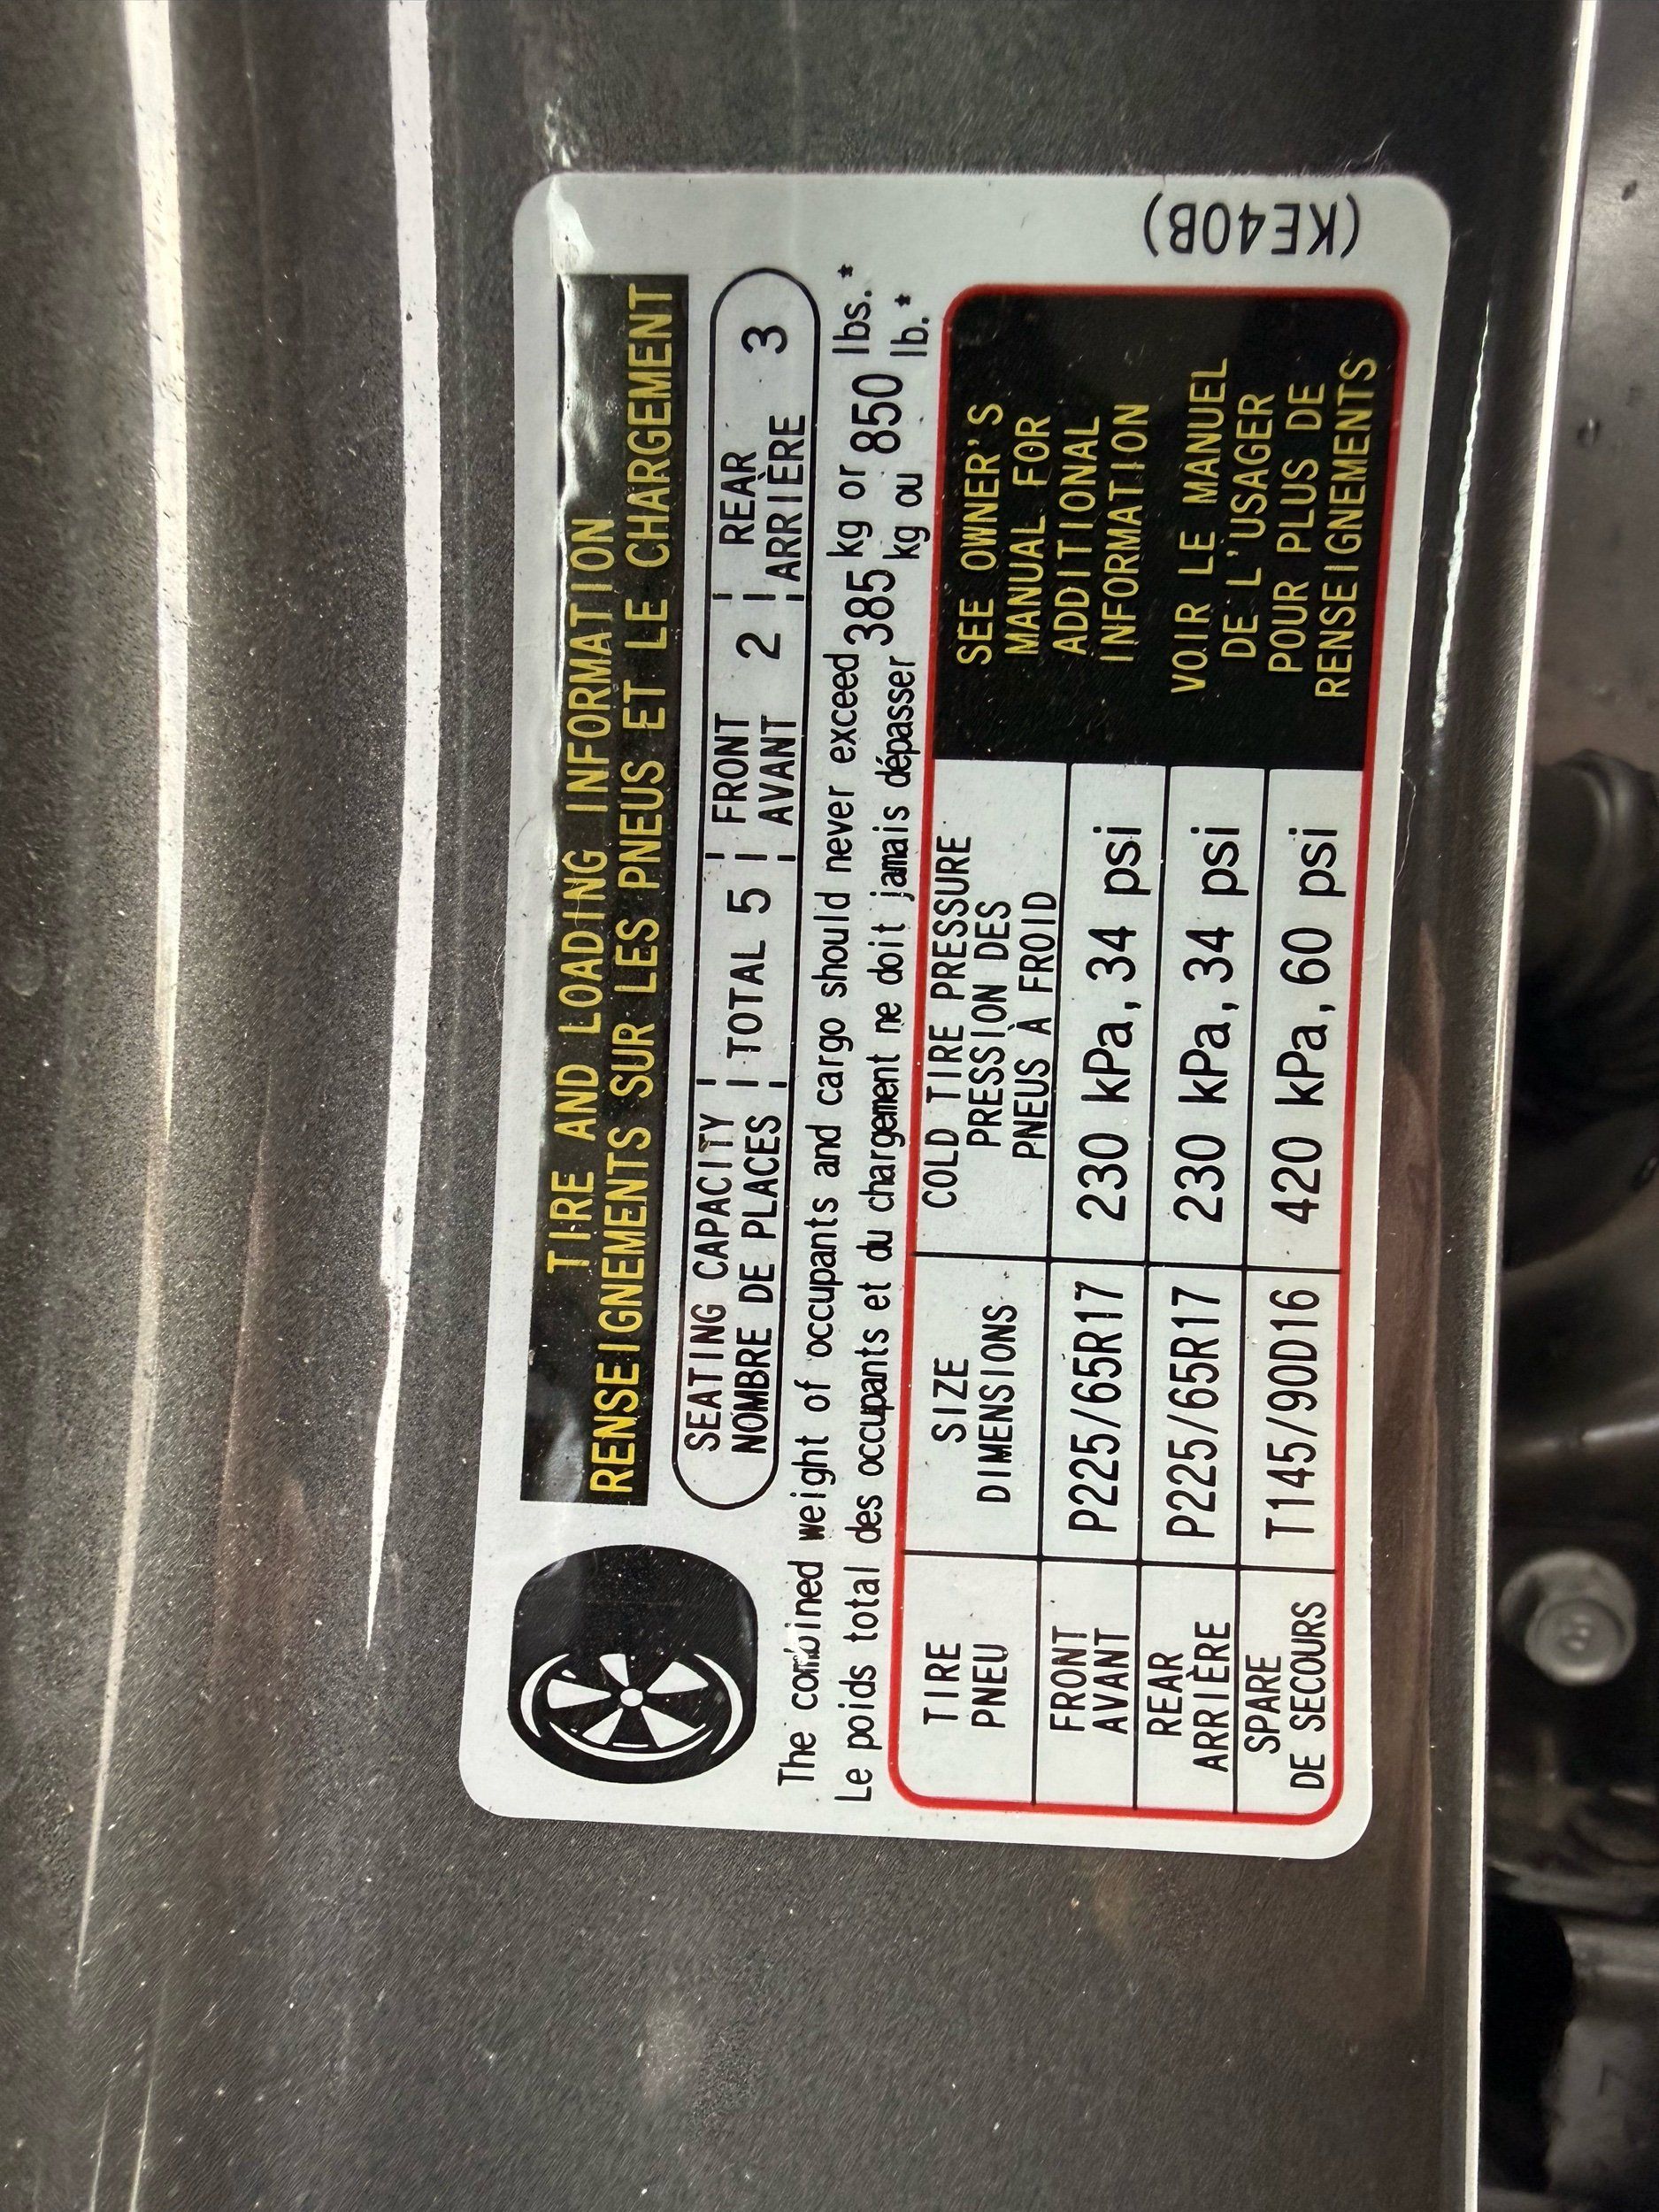 TIRE AND LOADING INFORMATION
RENSEIGNEMENTS SUR LES PNEUS ET LE CHARGEMENT
SEATING CAPACITY
NOMBRE DE PLACES
TOTAL 5
FRONT
AVANT
2
REAR
ARRIÈRE
3
The combined weight of occupants and cargo should never exceed 385 kg or 850 lbs.*
Le poids total des occupants et du chargement ne doit jamais dépasser 385 kg ou 850 lb.*
TIRE
PNEU
SIZE
DIMENSIONS
COLD TIRE PRESSURE
PRESSION DES
PNEUS À FROID
FRONT
AVANT
P225/65R17
230 kPa, 34 psi
REAR
ARRIÈRE
P225/65R17
230 kPa, 34 psi
SPARE
DE SECOURS
T145/90D16
420 kPa, 60 psi
SEE OWNER'S
MANUAL FOR
ADDITIONAL
INFORMATION
VOIR LE MANUEL
DE L'USAGER
POUR PLUS DE
RENSEIGNEMENTS
(KE40B)